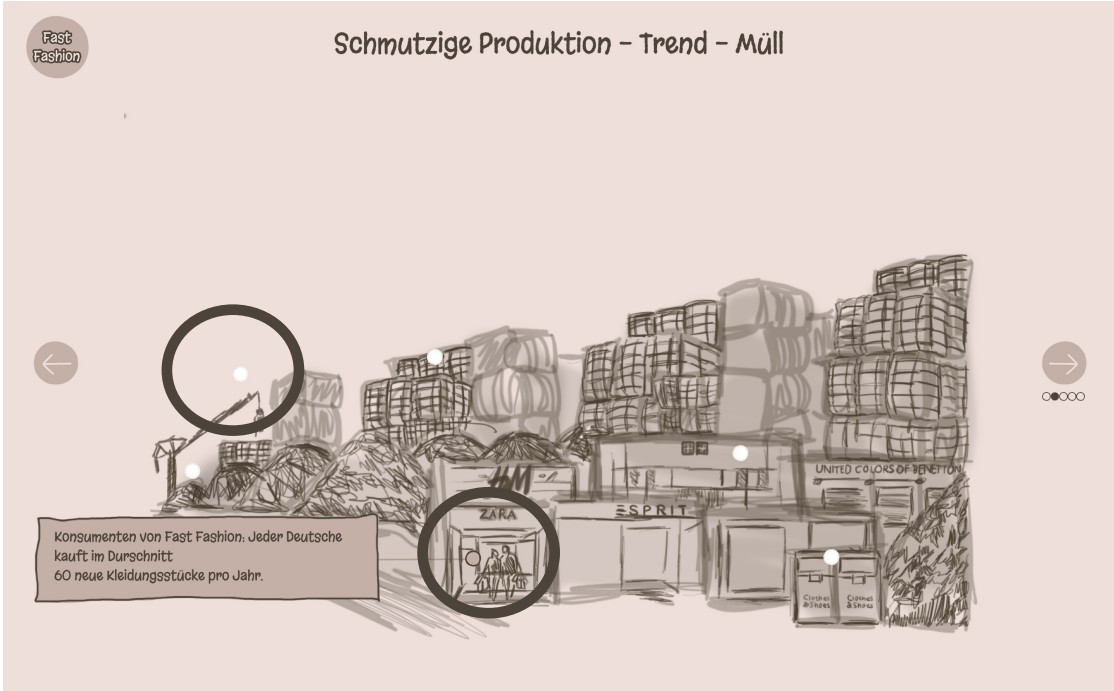 Fast
Fashion
Schmutzige Produktion – Trend – Müll
UNITED COLORS OF BENETTON
H&M
ZARA
ESPRIT
Konsumenten von Fast Fashion: Jeder Deutsche
kauft im Durschnitt
60 neue Kleidungsstücke pro Jahr.
Clothes
&Shoes
Clothes
&Shoes